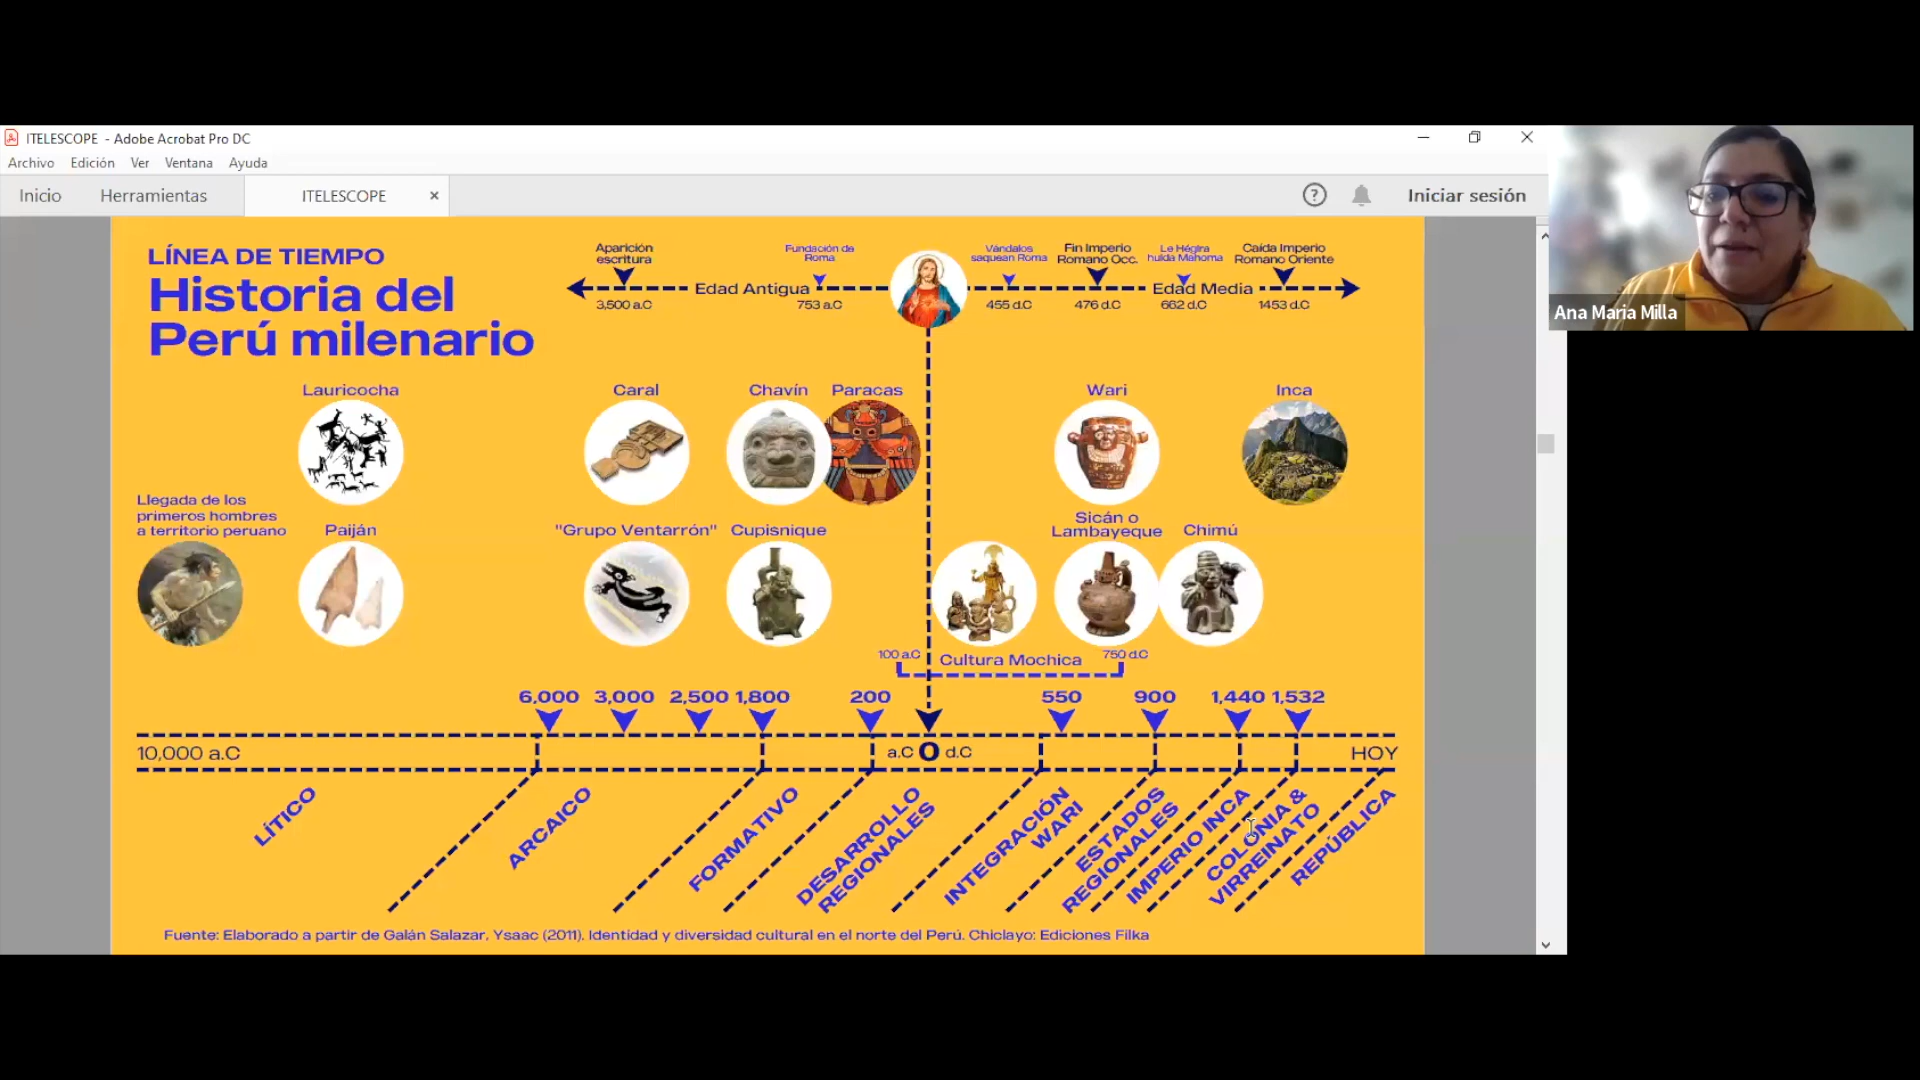 ITELESCOPE - Adobe Acrobat Pro DC
Archivo Edición Ver Ventana Ayuda
Inicio Herramientas ITELESCOPE × Iniciar sesión
Ana Maria Milla
LÍNEA DE TIEMPO
Historia del
Perú milenario
Aparición
escritura
3,500 a.C
Edad Antigua
Fundación de
Roma
753 a.C
Vándalos
saquean Roma
455 d.C
Fin Imperio
Romano Occ.
476 d.C
Le Hégira
huida Mahoma
Edad Media
662 d.C
Caída Imperio
Romano Oriente
1453 d.C
Lauricocha
Caral
Chavín
Paracas
Wari
Inca
Llegada de los
primeros hombres
a territorio peruano
Paiján
"Grupo Ventarrón"
Cupisnique
Sicán o
Lambayeque
Chimú
100 a.C Cultura Mochica 750 d.C
6,000 3,000 2,500 1,800 200 550 900 1,440 1,532
10,000 a.C a.C 0 d.C HOY
LÍTICO
ARCAICO
FORMATIVO
DESARROLLO
REGIONALES
INTEGRACIÓN
WARI
ESTADOS
REGIONALES
IMPERIO INCA
COLONIA &
VIRREINATO
REPÚBLICA
Fuente: Elaborado a partir de Galán Salazar, Ysaac (2011). Identidad y diversidad cultural en el norte del Perú. Chiclayo: Ediciones Filka